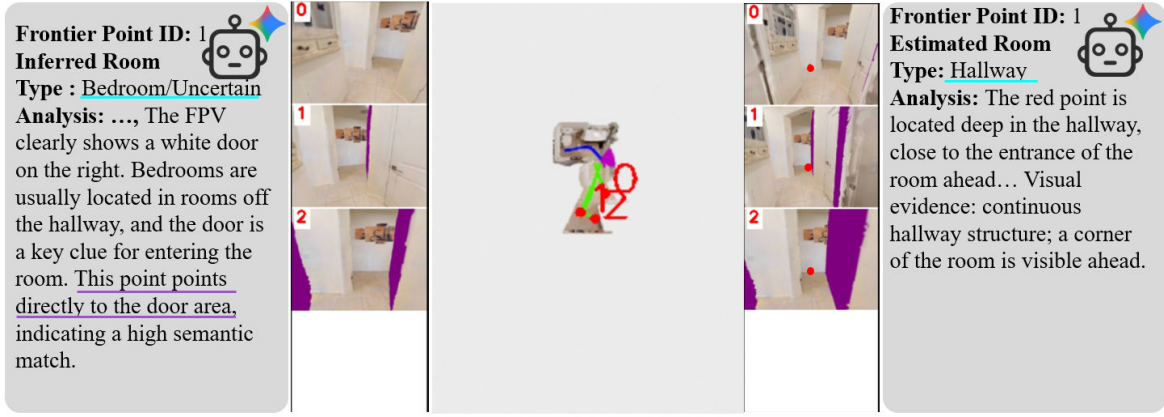 Frontier Point ID: 1
Inferred Room
Type : Bedroom/Uncertain
Analysis: …, The FPV
clearly shows a white door
on the right. Bedrooms are
usually located in rooms off
the hallway, and the door is
a key clue for entering the
room. This point points
directly to the door area,
indicating a high semantic
match.
0
1
2
0
1
2
0
1
2
Frontier Point ID: 1
Estimated Room
Type: Hallway
Analysis: The red point is
located deep in the hallway,
close to the entrance of the
room ahead… Visual
evidence: continuous
hallway structure; a corner
of the room is visible ahead.